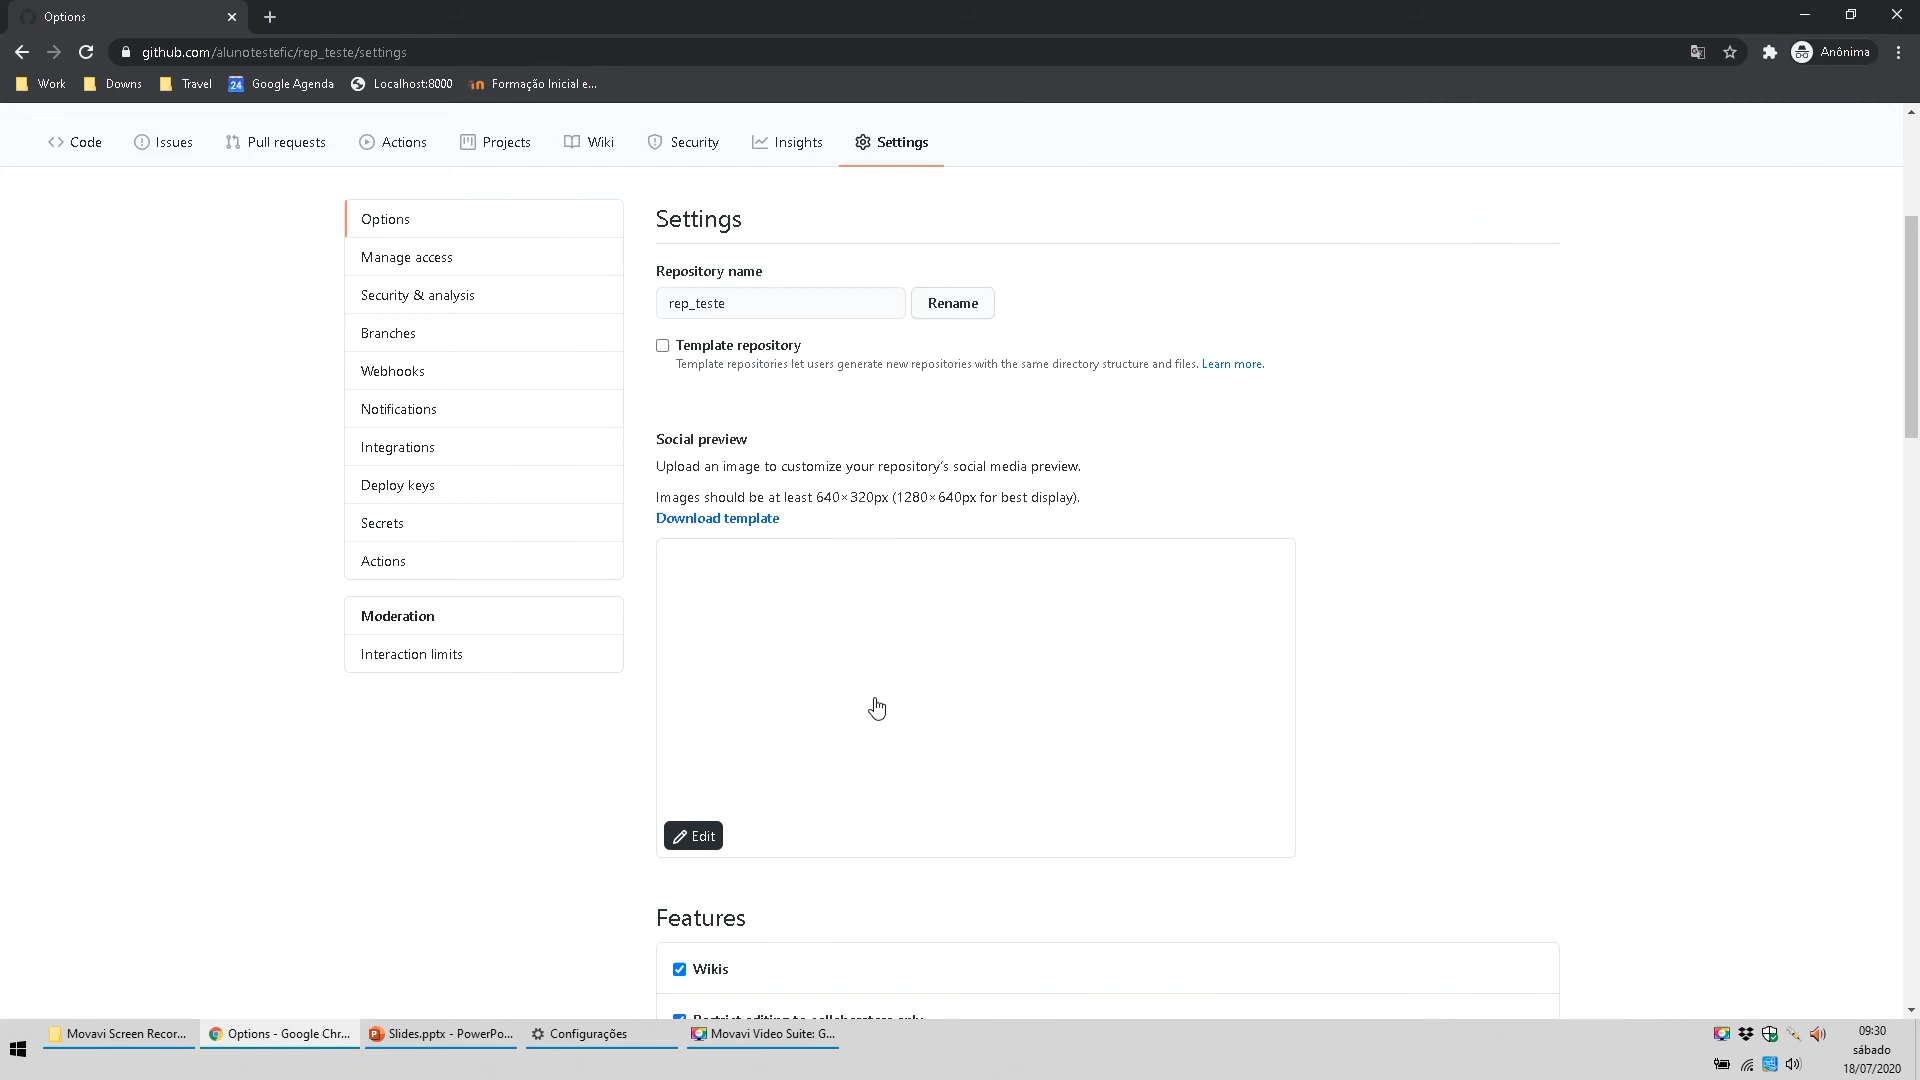 Options
github.com/alunotestefic/rep_teste/settings
Anônima
Work
Downs
Travel
24
Google Agenda
Localhost:8000
Formação Inicial e...
Code
Issues
Pull requests
Actions
Projects
Wiki
Security
Insights
Settings
Options
Manage access
Security & analysis
Branches
Webhooks
Notifications
Integrations
Deploy keys
Secrets
Actions
Moderation
Interaction limits
Settings
Repository name
rep_teste
Rename
Template repository
Template repositories let users generate new repositories with the same directory structure and files. Learn more.
Social preview
Upload an image to customize your repository’s social media preview.
Images should be at least 640×320px (1280×640px for best display).
Download template
Edit
Features
Wikis
Restrict editing to collaborators only
Movavi Screen Recor...
Options - Google Chr...
Slides.pptx - PowerPo...
Configurações
Movavi Video Suite: G...
09:30
sábado
18/07/2020